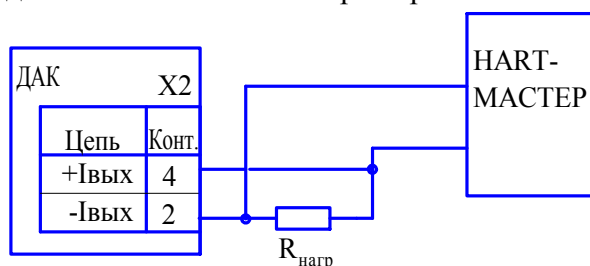 ДАК
X2
Цепь Конт.
+Iвых 4
-Iвых 2
Rнагр
HART-
МАСТЕР